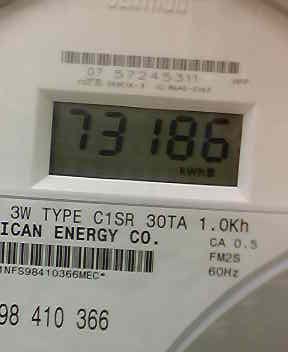 07 57245311
73186
kWh
3W TYPE C1SR 30TA 1.0Kh
ICAN ENERGY CO.
CA 0.5
FM2S
60Hz
1NFS98410366MEC*
98 410 366